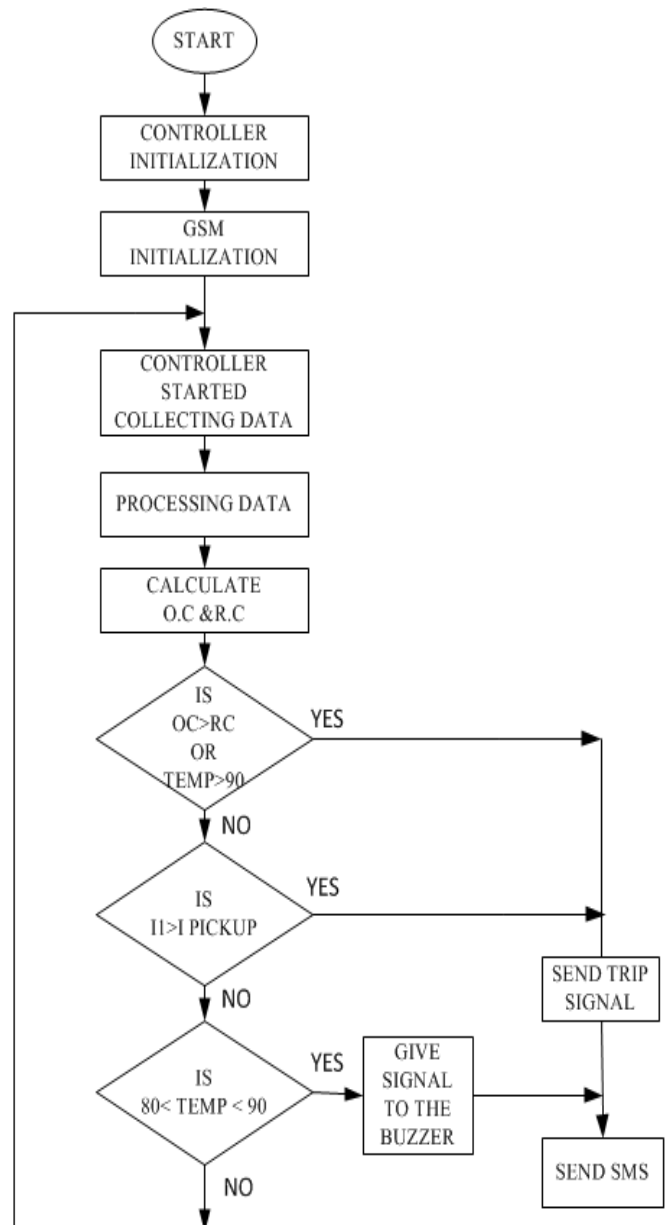 START
CONTROLLER
INITIALIZATION
GSM
INITIALIZATION
CONTROLLER
STARTED
COLLECTING DATA
PROCESSING DATA
CALCULATE
O.C &R.C
IS
OC>RC
OR
TEMP>90
YES
NO
IS
I1>I PICKUP
YES
NO
SEND TRIP
SIGNAL
IS
80< TEMP < 90
YES
GIVE
SIGNAL
TO THE
BUZZER
SEND SMS
NO